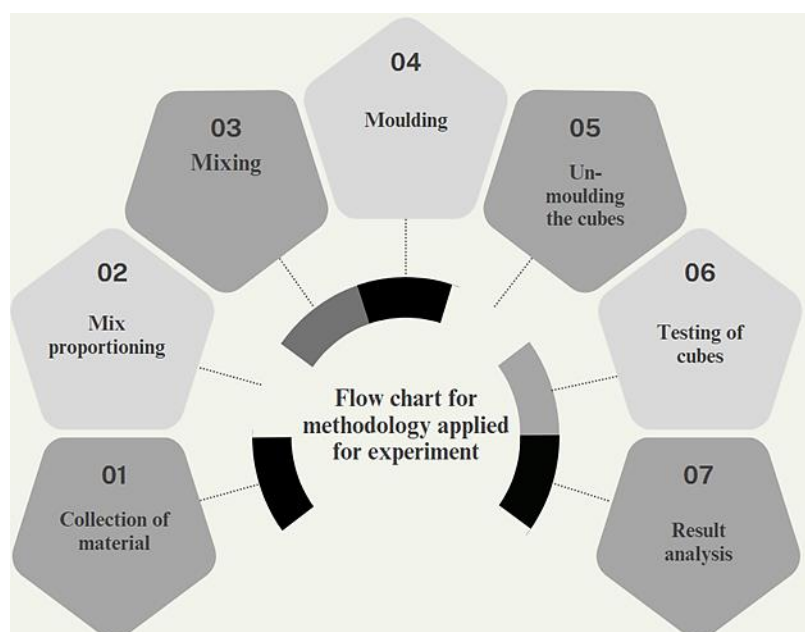 01
Collection of
material
02
Mix
proportioning
03
Mixing
04
Moulding
05
Un-
moulding
the cubes
06
Testing of
cubes
07
Result
analysis
Flow chart for
methodology applied
for experiment